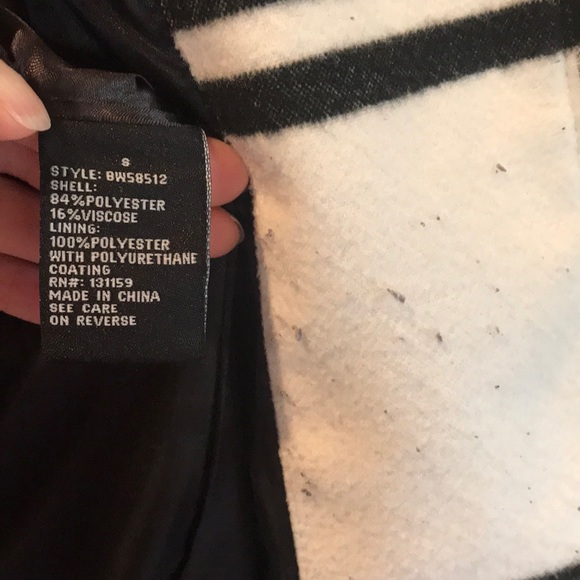 S
STYLE: BW58512
SHELL:
84%POLYESTER
16%VISCOSE
LINING:
100%POLYESTER
WITH POLYURETHANE
COATING
RN#: 131159
MADE IN CHINA
SEE CARE
ON REVERSE